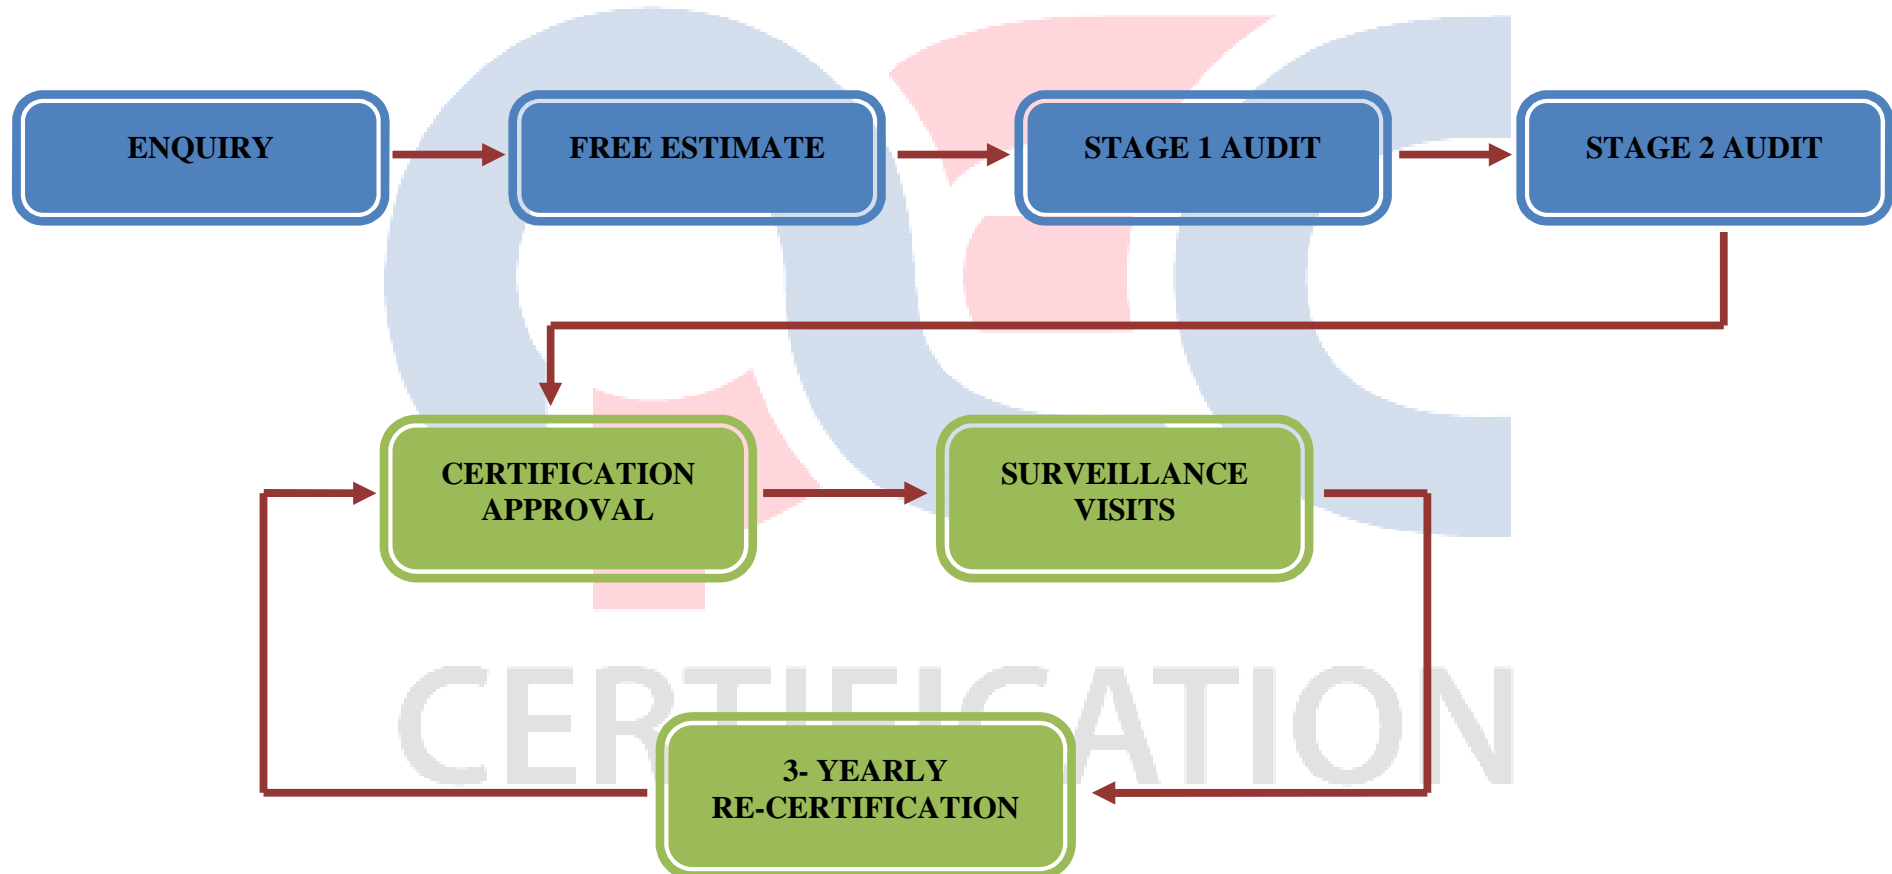 ENQUIRY
FREE ESTIMATE
STAGE 1 AUDIT
STAGE 2 AUDIT
CERTIFICATION
APPROVAL
SURVEILLANCE
VISITS
3- YEARLY
RE-CERTIFICATION
CERTIFICATION